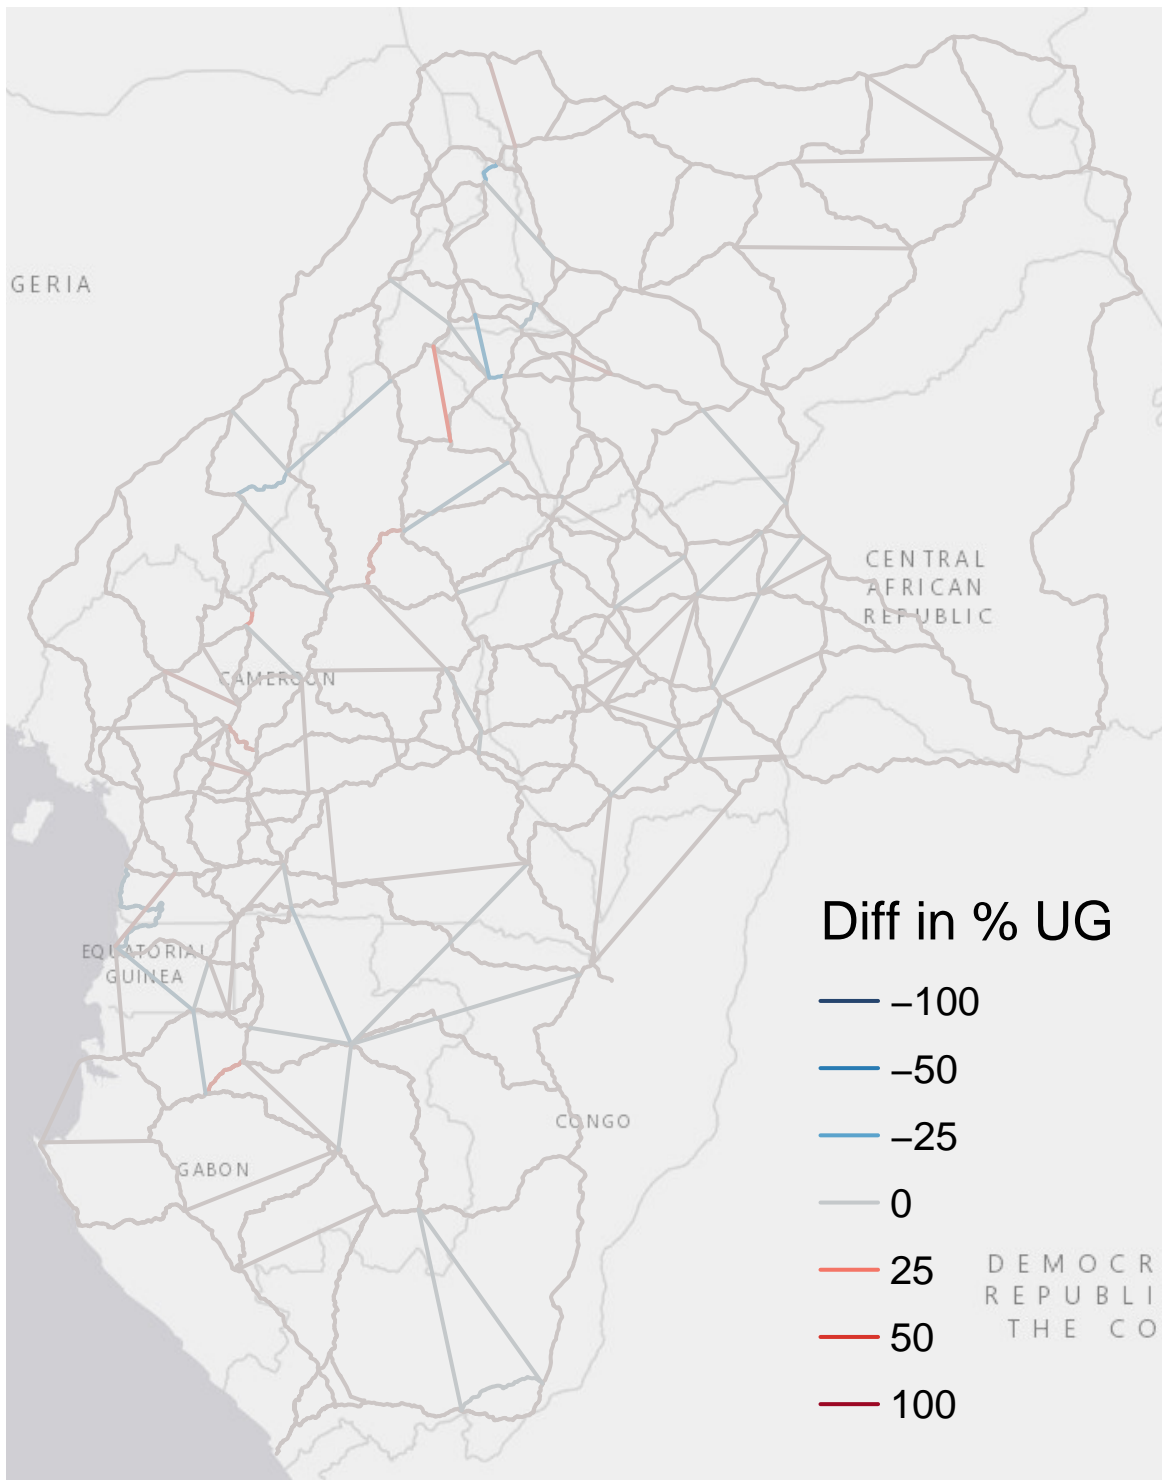 GERIA
CENTRAL
AFRICAN
REPUBLIC
CAMEROON
Diff in % UG
EQUATORIAL
GUINEA
–100
–50
–25
CONGO
GABON
0
25
DEMOCR
REPUBLI
THE CO
50
100